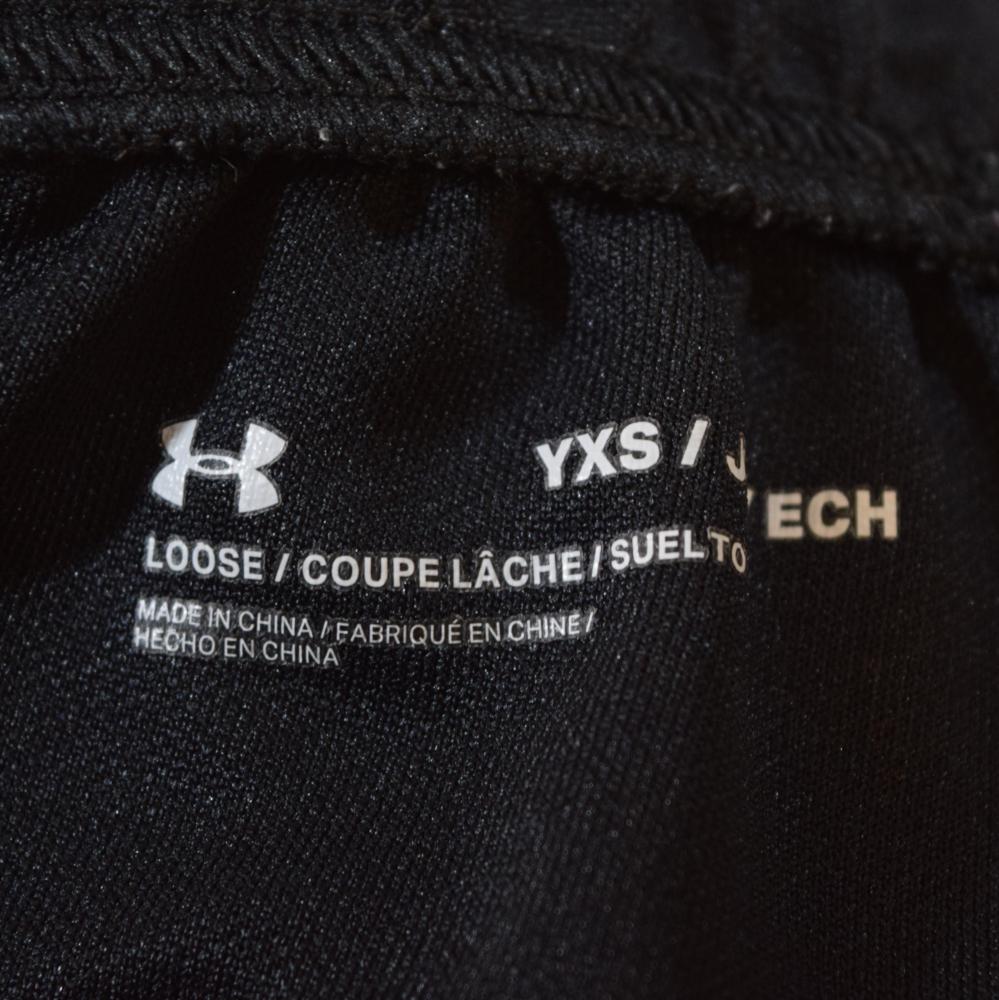 YXS / J
ECH
LOOSE / COUPE LÂCHE / SUELTO
MADE IN CHINA / FABRIQUÉ EN CHINE /
HECHO EN CHINA